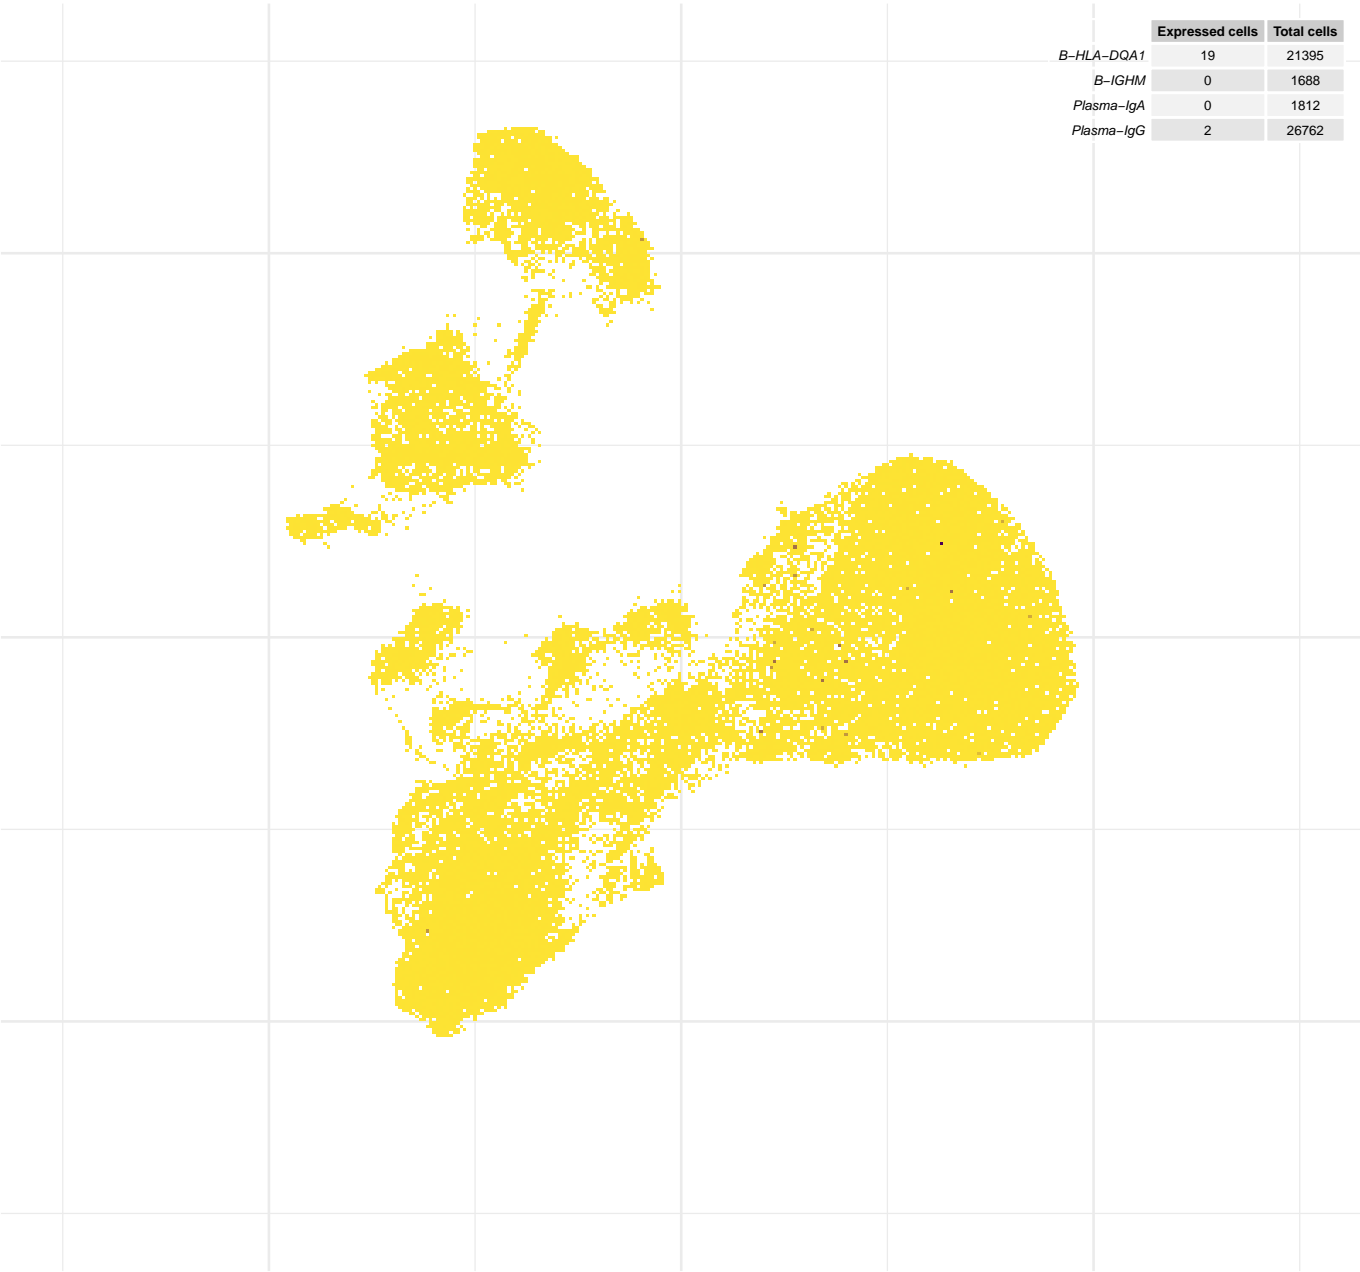 Expressed cells Total cells
B−HLA−DQA1 19 21395
B−IGHM 0 1688
Plasma−IgA 0 1812
Plasma−IgG 2 26762